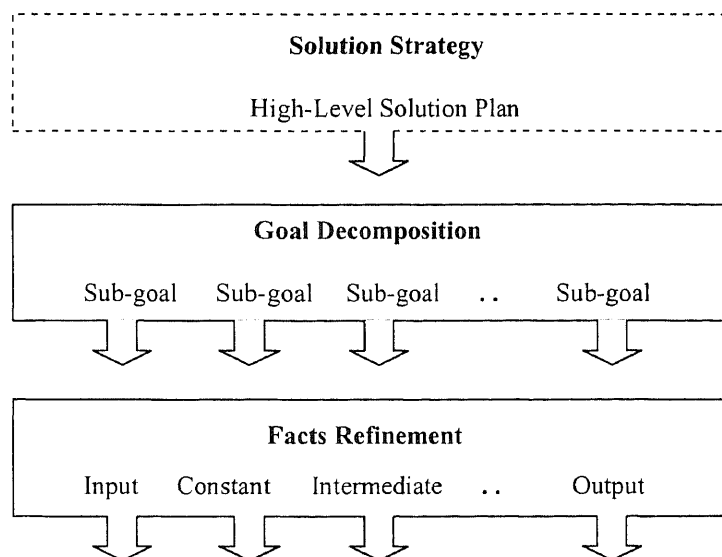 Solution Strategy
High-Level Solution Plan
Goal Decomposition
Sub-goal Sub-goal Sub-goal .. Sub-goal
Facts Refinement
Input Constant Intermediate .. Output